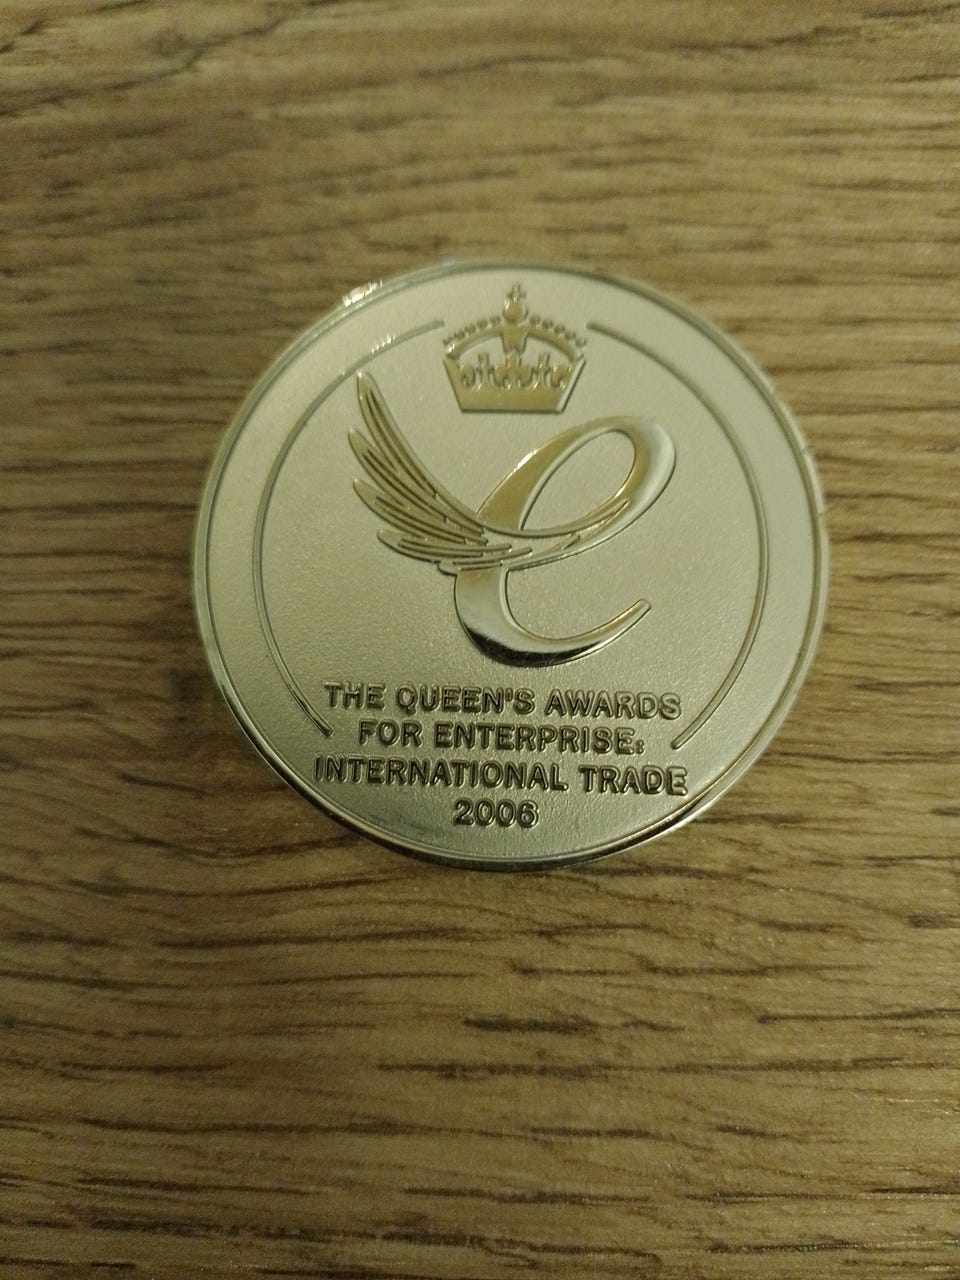 THE QUEEN'S AWARDS
FOR ENTERPRISE:
INTERNATIONAL TRADE
2006